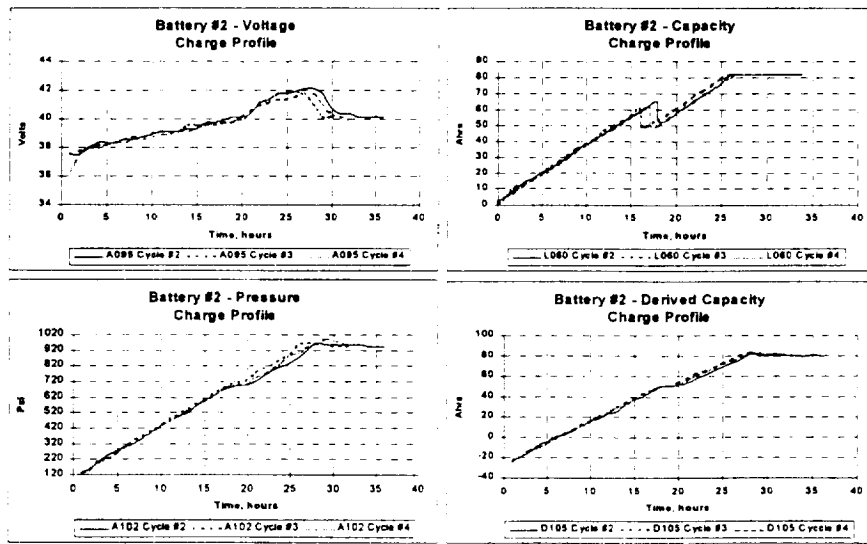 Battery #2 - Voltage
Charge Profile
44
42
40
38
36
34
Volts
0 5 10 15 20 25 30 35 40
Time, hours
A095 Cycle #2 A095 Cycle #3 A095 Cycle #4
Battery #2 - Capacity
Charge Profile
90
80
70
60
50
40
30
20
10
0
Ahrs
0 5 10 15 20 25 30 35 40
Time, hours
L060 Cycle #2 L060 Cycle #3 L060 Cycle #4
Battery #2 - Pressure
Charge Profile
1020
920
820
720
620
520
420
320
220
120
Psi
0 5 10 15 20 25 30 35 40
Time, hours
A102 Cycle #2 A102 Cycle #3 A102 Cycle #4
Battery #2 - Derived Capacity
Charge Profile
100
80
60
40
20
0
-20
-40
Ahrs
0 5 10 15 20 25 30 35 40
Time, hours
D105 Cycle #2 D105 Cycle #3 D105 Cycle #4